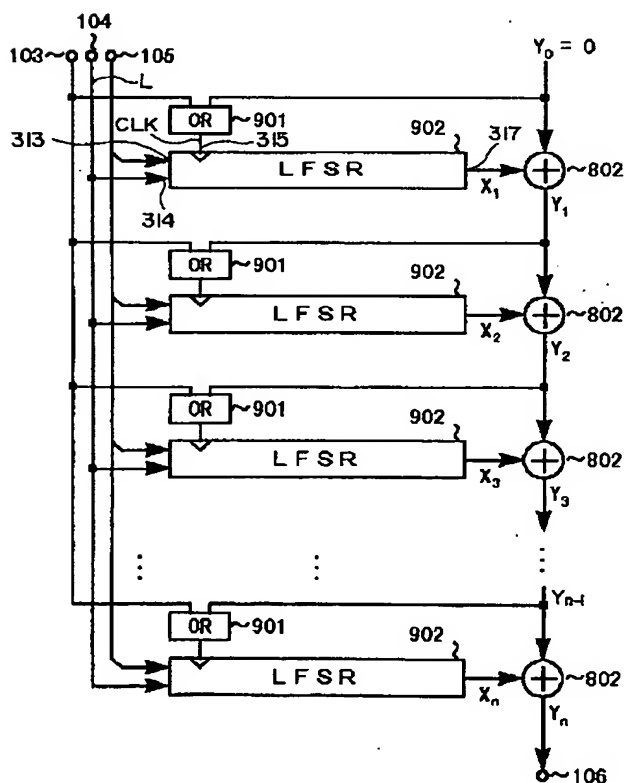 104
103 105 Y0 = 0
L
OR 901
CLK 315 902 317
313 LFSR 802
314 X1
Y1
OR 901
902
LFSR 802
X2
Y2
OR 901
902
LFSR 802
X3
Y3
Yn-1
OR 901
902
LFSR 802
Xn
Yn
106